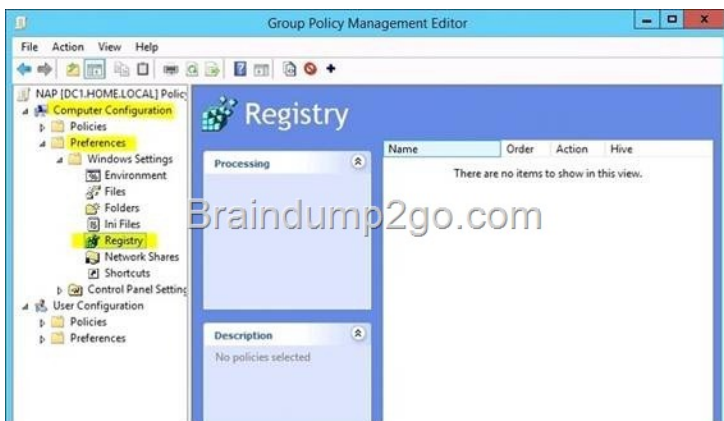 Group Policy Management Editor
File Action View Help
NAP [DC1.HOME.LOCAL] Polic
Computer Configuration
Policies
Preferences
Windows Settings
Environment
Files
Folders
Ini Files
Registry
Network Shares
Shortcuts
Control Panel Setting
User Configuration
Policies
Preferences
Registry
Processing
Description
No policies selected
Name Order Action Hive
There are no items to show in this view.
Braindump2go.com